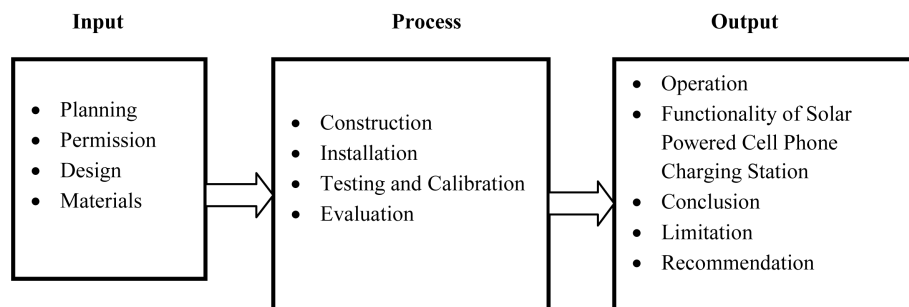 Input
Process
Output
• Planning
• Permission
• Design
• Materials
• Construction
• Installation
• Testing and Calibration
• Evaluation
• Operation
• Functionality of Solar
Powered Cell Phone
Charging Station
• Conclusion
• Limitation
• Recommendation